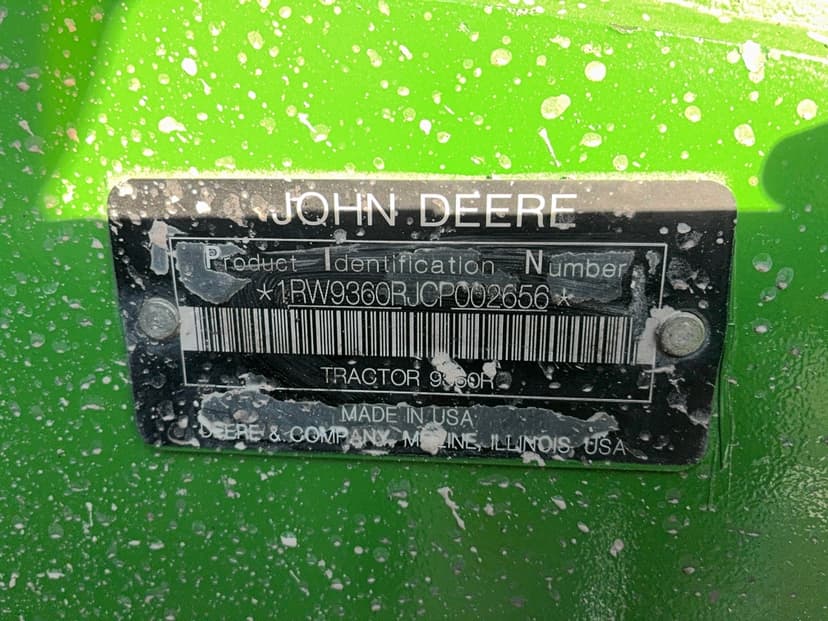 JOHN DEERE
Product Identification Number
*1RW9360RJCP002656*
TRACTOR 9360R
MADE IN USA
DEERE & COMPANY, MOLINE, ILLINOIS, USA